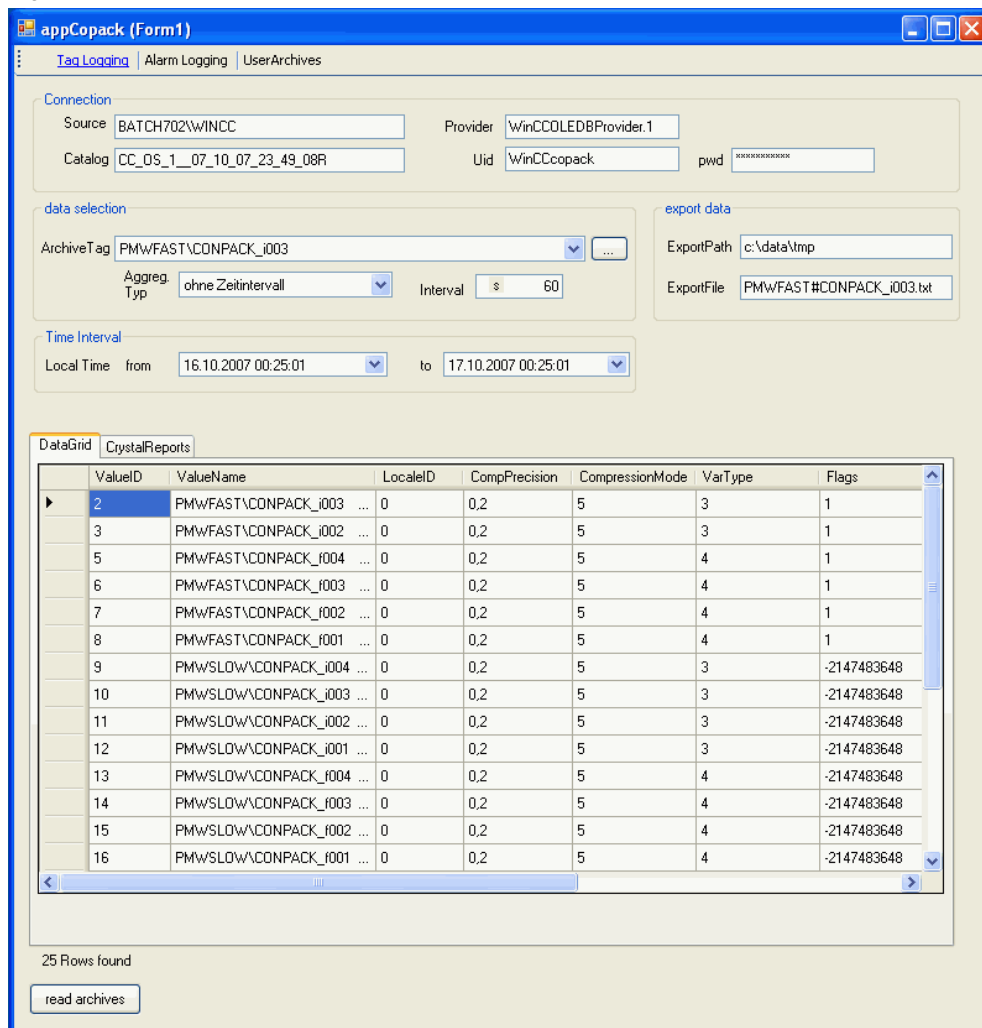 appCopack (Form1)
Tag Logging Alarm Logging UserArchives
Connection
Source BATCH702\WINCC Provider WinCCOLEDBProvider.1
Catalog CC_OS_1__07_10_07_23_49_08R Uid WinCCcopack pwd ***********
data selection export data
ArchiveTag PMWFAST\CONPACK_i003 ... ExportPath c:\data\tmp
Aggreg. Typ ohne Zeitintervall Interval s 60 ExportFile PMWFAST#CONPACK_i003.txt
Time Interval
Local Time from 16.10.2007 00:25:01 to 17.10.2007 00:25:01
DataGrid CrystalReports
ValueID ValueName LocaleID CompPrecision CompressionMode VarType Flags
2 PMWFAST\CONPACK_i003 ... 0 0,2 5 3 1
3 PMWFAST\CONPACK_i002 ... 0 0,2 5 3 1
5 PMWFAST\CONPACK_f004 ... 0 0,2 5 4 1
6 PMWFAST\CONPACK_f003 ... 0 0,2 5 4 1
7 PMWFAST\CONPACK_f002 ... 0 0,2 5 4 1
8 PMWFAST\CONPACK_f001 ... 0 0,2 5 4 1
9 PMWSLOW\CONPACK_i004 ... 0 0,2 5 3 -2147483648
10 PMWSLOW\CONPACK_i003 ... 0 0,2 5 3 -2147483648
11 PMWSLOW\CONPACK_i002 ... 0 0,2 5 3 -2147483648
12 PMWSLOW\CONPACK_i001 ... 0 0,2 5 3 -2147483648
13 PMWSLOW\CONPACK_f004 ... 0 0,2 5 4 -2147483648
14 PMWSLOW\CONPACK_f003 ... 0 0,2 5 4 -2147483648
15 PMWSLOW\CONPACK_f002 ... 0 0,2 5 4 -2147483648
16 PMWSLOW\CONPACK_f001 ... 0 0,2 5 4 -2147483648
25 Rows found
read archives